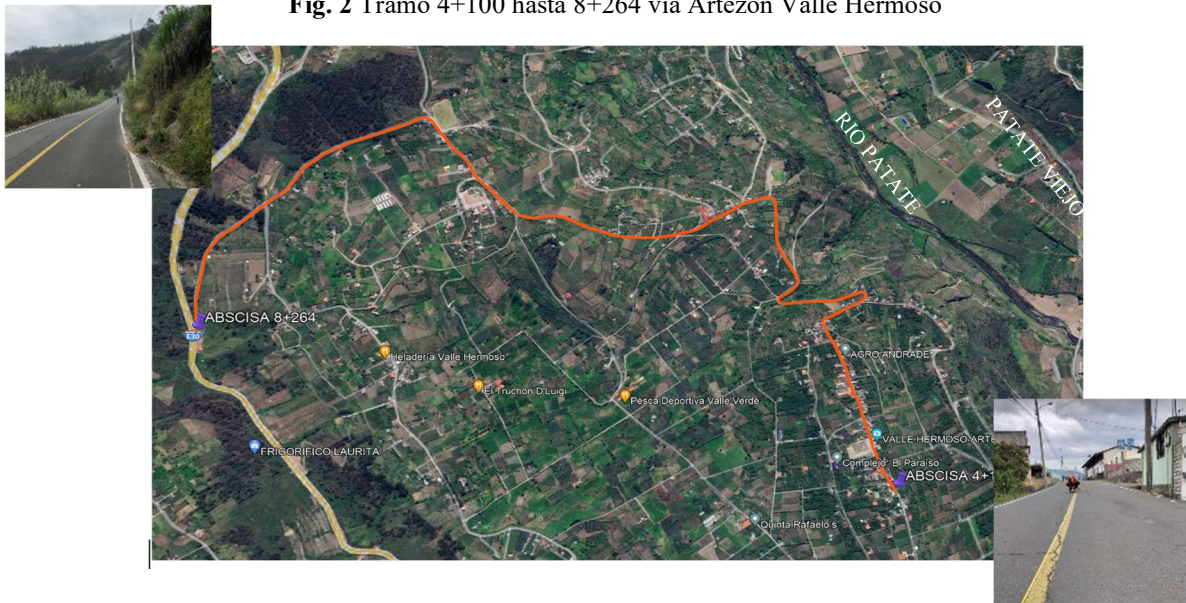 Fig. 2 Tramo 4+100 hasta 8+264 vía Artezón Valle Hermoso
RIO PATATE
PATATE VIEJO
ABSCISA 8+264
E30
Heladería Valle Hermoso
El Truchon D'Luigi
Pesca Deportiva Valle Verde
AGRO ANDRADE
FRIGORIFICO LAURITA
VALLE HERMOSO-ARTE
Complejo "El Paraiso"
ABSCISA 4+1
Quinta Rafaelo's